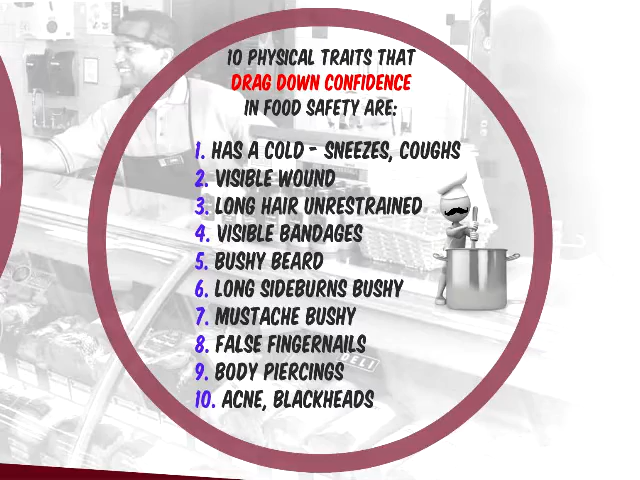 10 PHYSICAL TRAITS THAT
DRAG DOWN CONFIDENCE
IN FOOD SAFETY ARE:
1. HAS A COLD - SNEEZES, COUGHS
2. VISIBLE WOUND
3. LONG HAIR UNRESTRAINED
4. VISIBLE BANDAGES
5. BUSHY BEARD
6. LONG SIDEBURNS BUSHY
7. MUSTACHE BUSHY
8. FALSE FINGERNAILS
9. BODY PIERCINGS
10. ACNE, BLACKHEADS
DELI